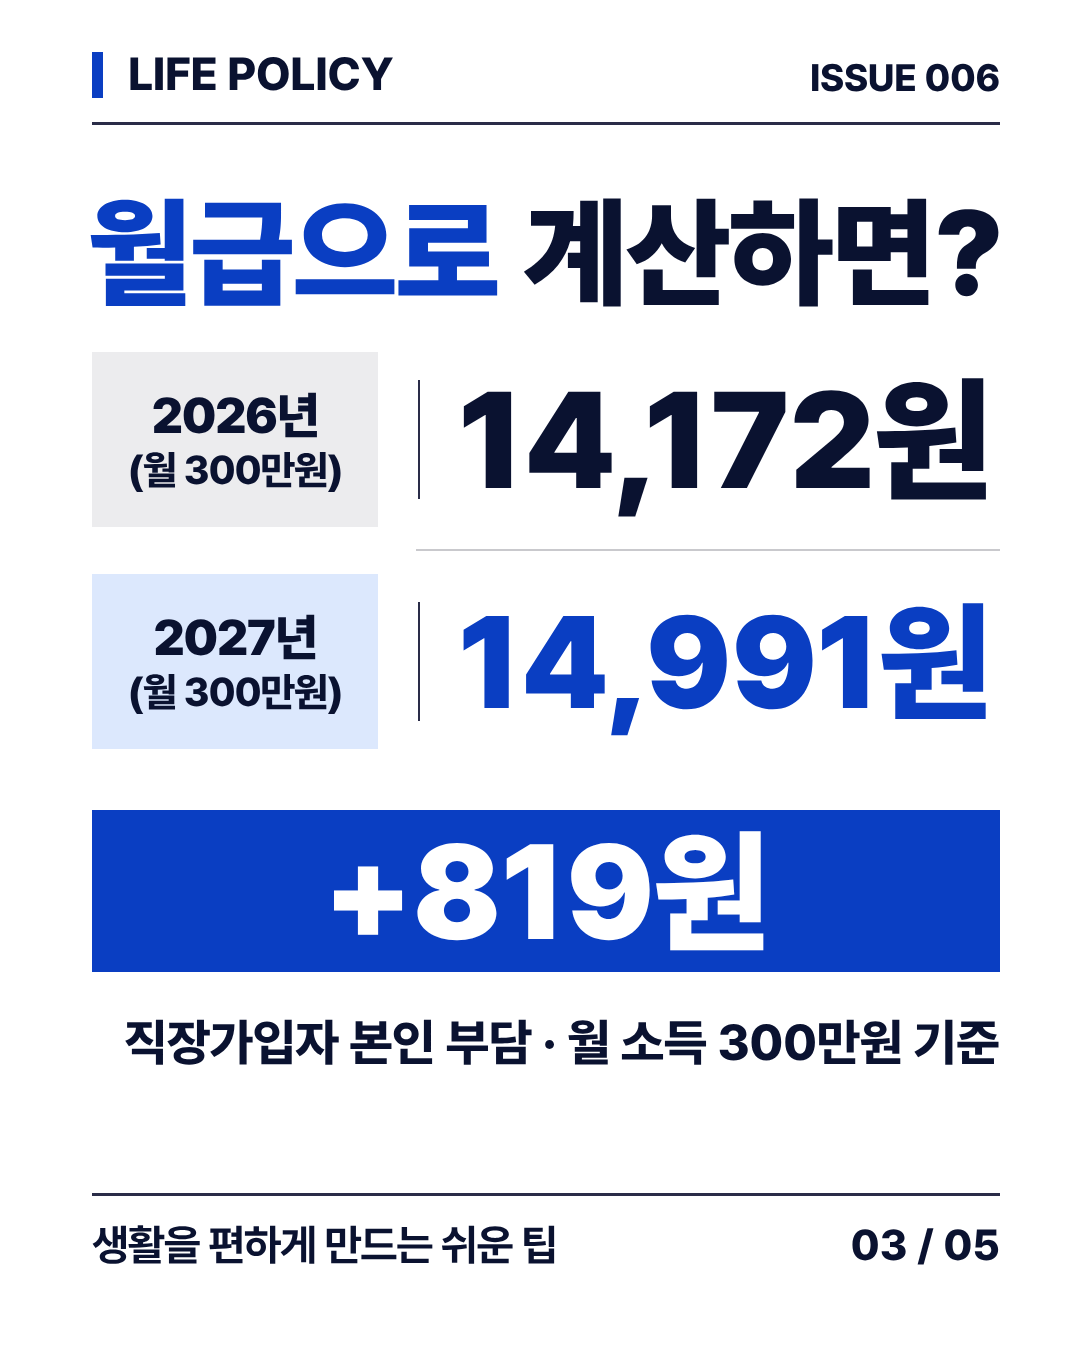 LIFE POLICY
ISSUE 006
월급으로 계산하면?
2026년
(월 300만원)
14,172원
2027년
(월 300만원)
14,991원
+819원
직장가입자 본인 부담 · 월 소득 300만원 기준
생활을 편하게 만드는 쉬운 팁
03 / 05